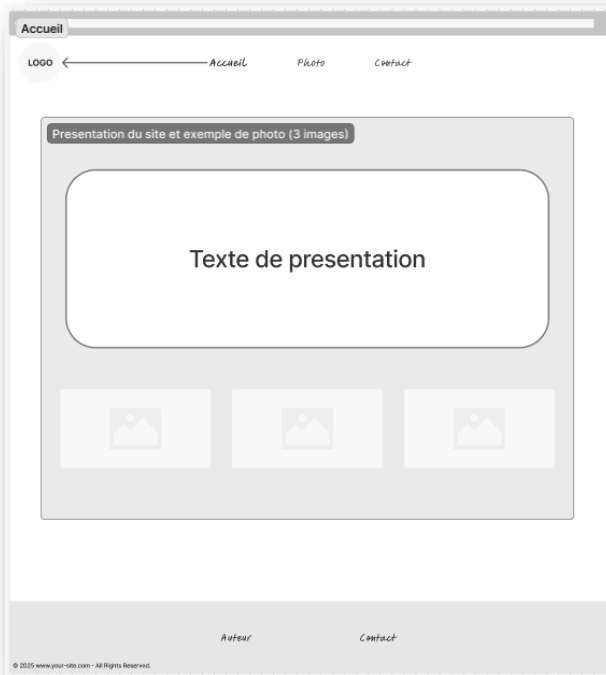 Accueil
LOGO Accueil Photo Contact
Presentation du site et exemple de photo (3 images)
Texte de presentation
Auteur Contact
© 2025 www.your-site.com - All Rights Reserved.